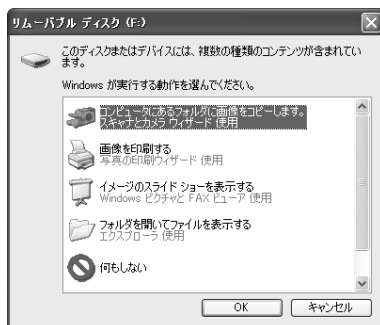 リムーバブル ディスク (F:)
このディスクまたはデバイスには、複数の種類のコンテンツが含まれてい
ます。
Windows が実行する動作を選んでください。
コンピュータにあるフォルダに画像をコピーします。
スキャナとカメラ ウィザード 使用
画像を印刷する
写真の印刷ウィザード 使用
イメージのスライド ショーを表示する
Windows ピクチャと FAX ビューア 使用
フォルダを開いてファイルを表示する
エクスプローラ 使用
何もしない
OK
キャンセル